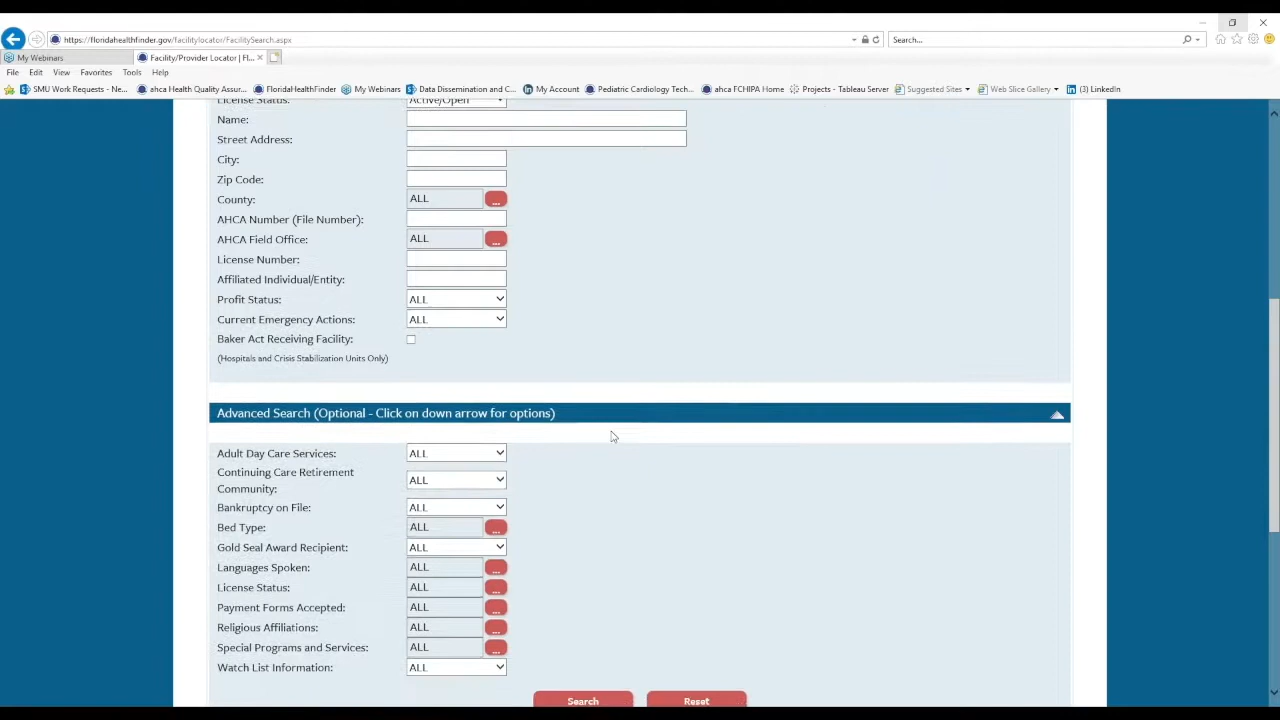 https://floridahealthfinder.gov/facilitylocator/FacilitySearch.aspx
Search...
My Webinars
Facility/Provider Locator | Fl...
File Edit View Favorites Tools Help
SMU Work Requests - Ne... ahca Health Quality Assur... FloridaHealthFinder My Webinars Data Dissemination and C... My Account Pediatric Cardiology Tech... ahca FCHIPA Home Projects - Tableau Server Suggested Sites Web Slice Gallery (3) LinkedIn
License Status: Active/Open
Name:
Street Address:
City:
Zip Code:
County: ALL ...
AHCA Number (File Number):
AHCA Field Office: ALL ...
License Number:
Affiliated Individual/Entity:
Profit Status: ALL
Current Emergency Actions: ALL
Baker Act Receiving Facility:
(Hospitals and Crisis Stabilization Units Only)
Advanced Search (Optional - Click on down arrow for options)
Adult Day Care Services: ALL
Continuing Care Retirement
Community: ALL
Bankruptcy on File: ALL
Bed Type: ALL ...
Gold Seal Award Recipient: ALL
Languages Spoken: ALL ...
License Status: ALL ...
Payment Forms Accepted: ALL ...
Religious Affiliations: ALL ...
Special Programs and Services: ALL ...
Watch List Information: ALL
Search Reset